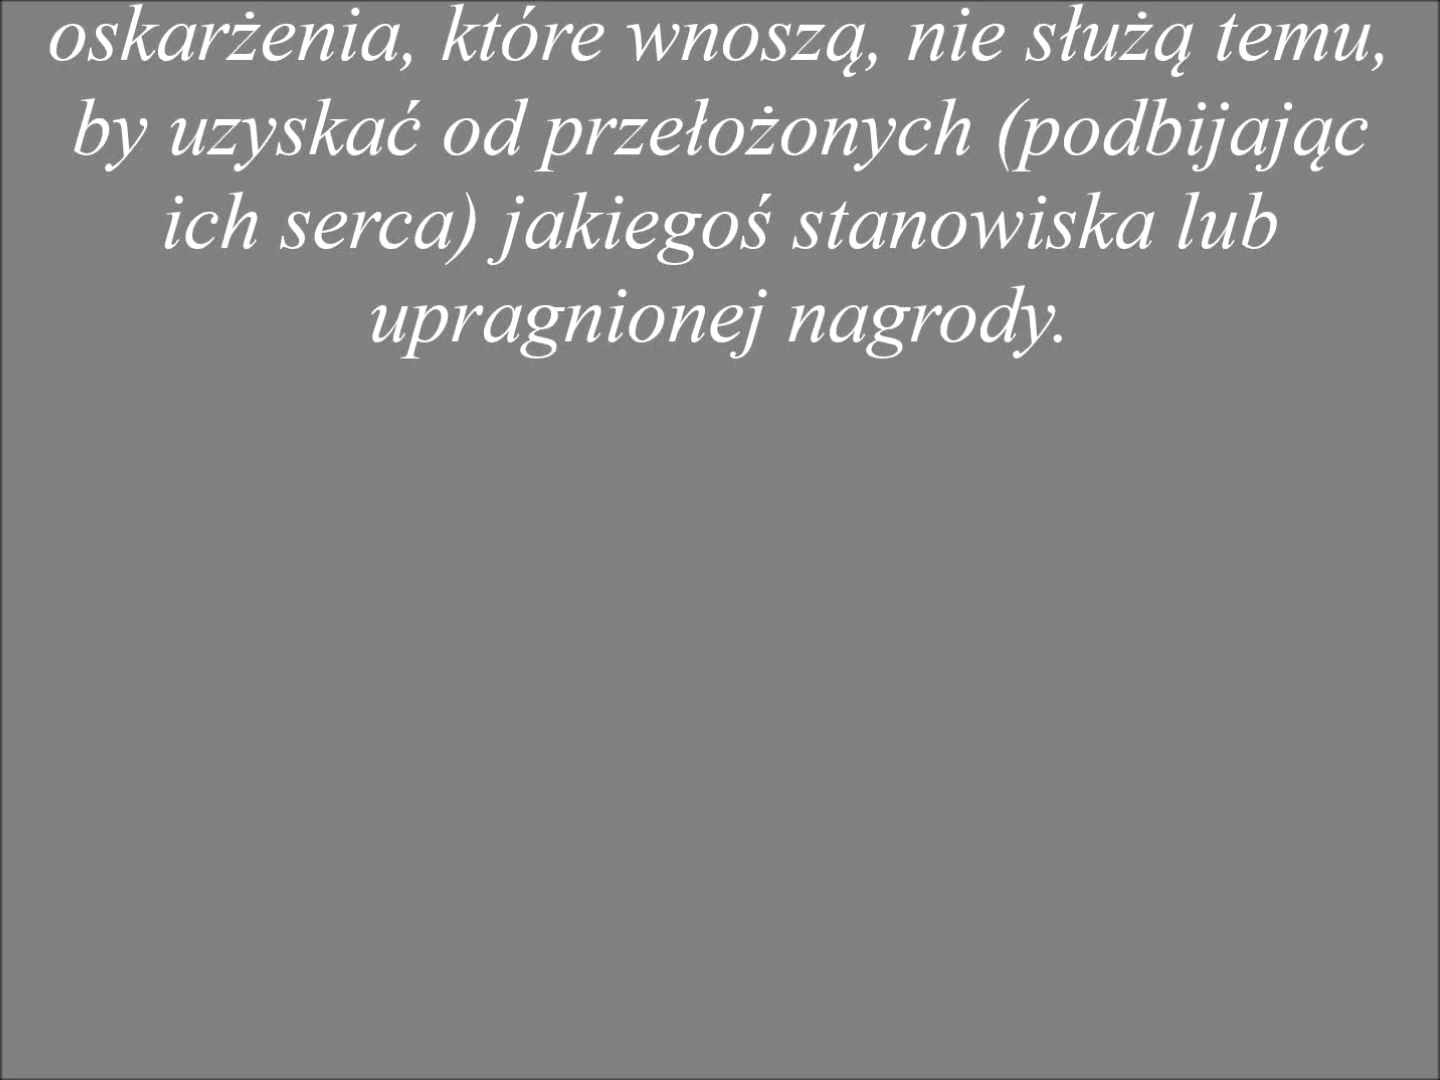 oskarżenia, które wnoszą, nie służą temu,
by uzyskać od przełożonych (podbijając
ich serca) jakiegoś stanowiska lub
upragnionej nagrody.